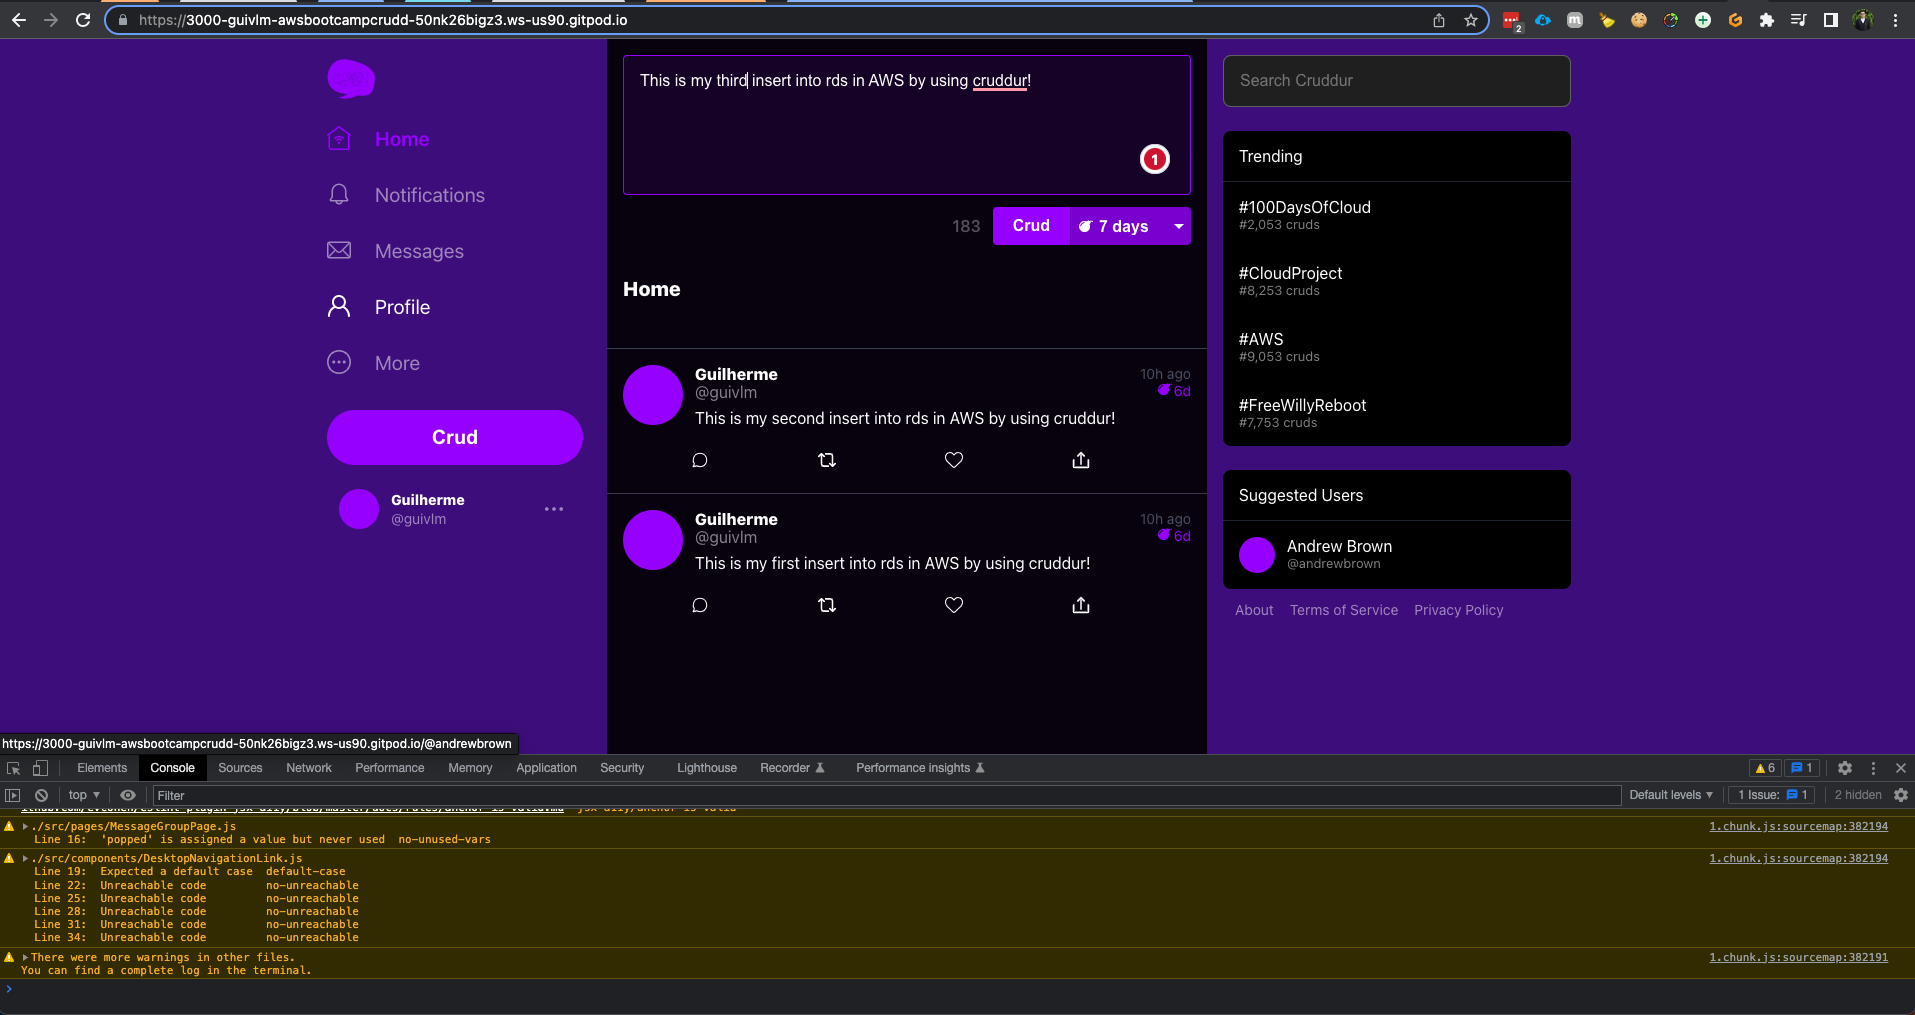 https://3000-guivlm-awsbootcampcrudd-50nk26bigz3.ws-us90.gitpod.io
2
m
G
Home
Notifications
Messages
Profile
More
Crud
Guilherme
@guivlm
This is my third insert into rds in AWS by using cruddur!
1
183
Crud
7 days
Home
Guilherme
10h ago
@guivlm
6d
This is my second insert into rds in AWS by using cruddur!
Guilherme
10h ago
@guivlm
6d
This is my first insert into rds in AWS by using cruddur!
Search Cruddur
Trending
#100DaysOfCloud
#2,053 cruds
#CloudProject
#8,253 cruds
#AWS
#9,053 cruds
#FreeWillyReboot
#7,753 cruds
Suggested Users
Andrew Brown
@andrewbrown
About Terms of Service Privacy Policy
https://3000-guivlm-awsbootcampcrudd-50nk26bigz3.ws-us90.gitpod.io/@andrewbrown
Elements Console Sources Network Performance Memory Application Security Lighthouse Recorder Performance insights 6 1
top Filter Default levels 1 Issue: 1 2 hidden
./src/pages/MessageGroupPage.js 1.chunk.js:sourcemap:382194
Line 16: 'popped' is assigned a value but never used no-unused-vars
./src/components/DesktopNavigationLink.js 1.chunk.js:sourcemap:382194
Line 19: Expected a default case default-case
Line 22: Unreachable code no-unreachable
Line 25: Unreachable code no-unreachable
Line 28: Unreachable code no-unreachable
Line 31: Unreachable code no-unreachable
Line 34: Unreachable code no-unreachable
There were more warnings in other files. 1.chunk.js:sourcemap:382191
You can find a complete log in the terminal.